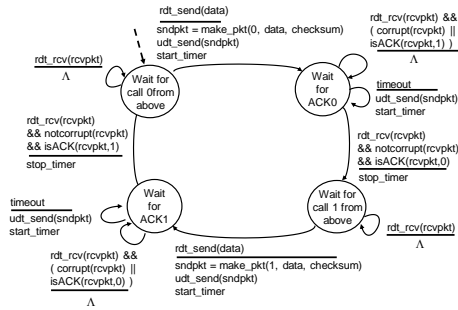 rdt_send(data)
sndpkt = make_pkt(0, data, checksum)
udt_send(sndpkt)
start_timer
rdt_rcv(rcvpkt) &&
( corrupt(rcvpkt) ||
isACK(rcvpkt,1) )
Λ
rdt_rcv(rcvpkt)
Λ
Wait for
call 0from
above
Wait
for
ACK0
timeout
udt_send(sndpkt)
start_timer
rdt_rcv(rcvpkt)
&& notcorrupt(rcvpkt)
&& isACK(rcvpkt,1)
stop_timer
rdt_rcv(rcvpkt)
&& notcorrupt(rcvpkt)
&& isACK(rcvpkt,0)
stop_timer
timeout
udt_send(sndpkt)
start_timer
Wait
for
ACK1
Wait for
call 1 from
above
rdt_rcv(rcvpkt)
Λ
rdt_rcv(rcvpkt) &&
( corrupt(rcvpkt) ||
isACK(rcvpkt,0) )
Λ
rdt_send(data)
sndpkt = make_pkt(1, data, checksum)
udt_send(sndpkt)
start_timer